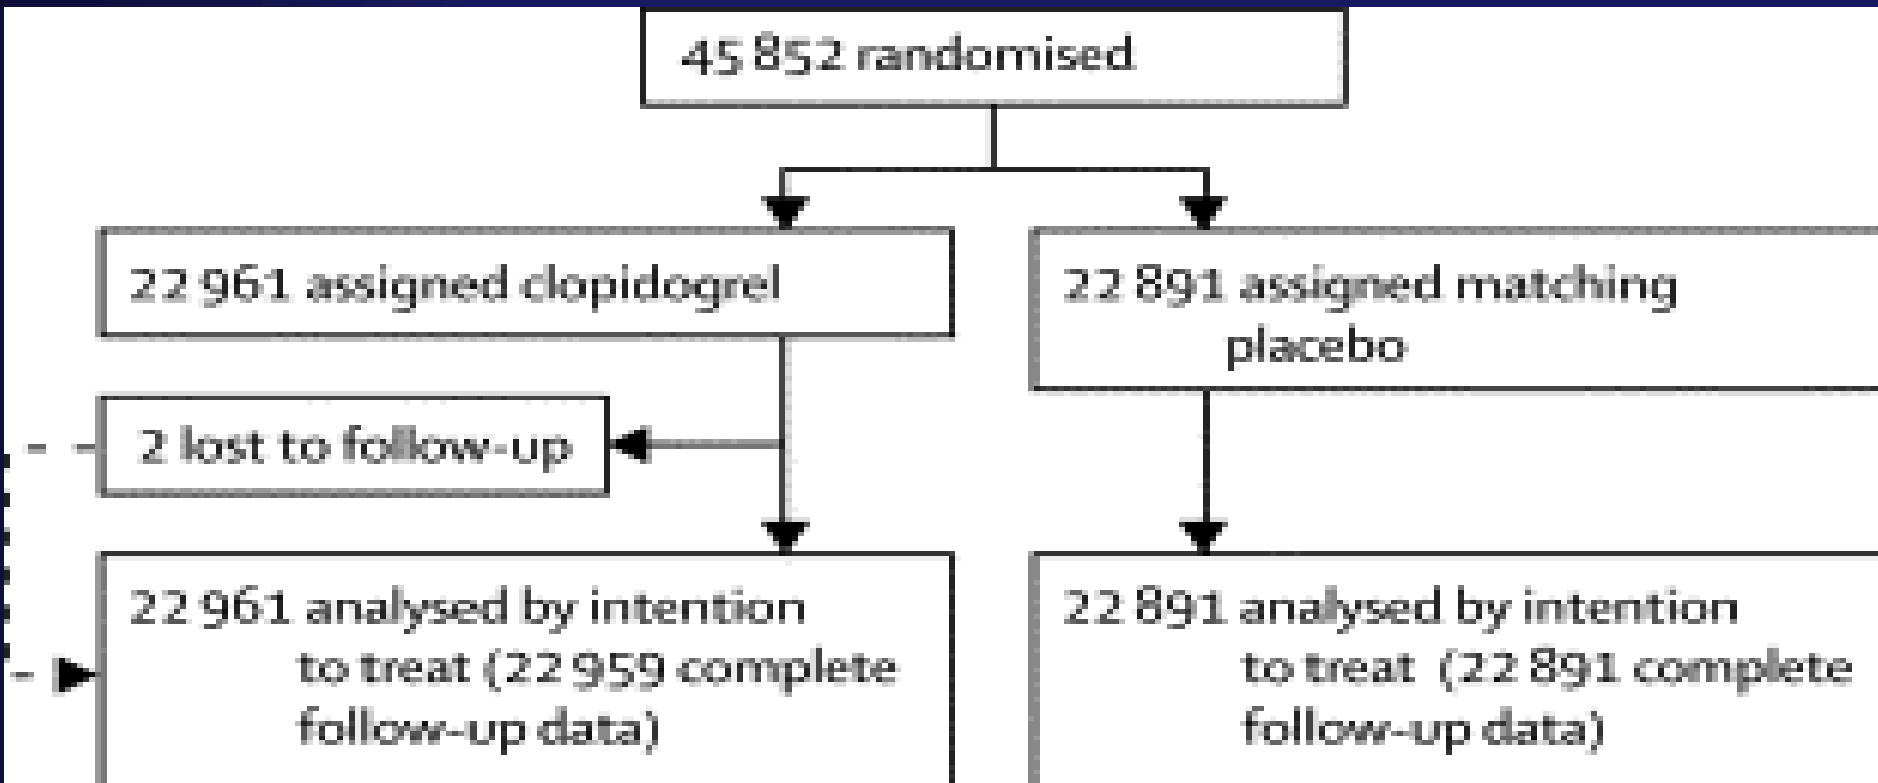 45 852 randomised
22 961 assigned clopidogrel
22 891 assigned matching
placebo
2 lost to follow-up
22 961 analysed by intention
to treat (22 959 complete
follow-up data)
22 891 analysed by intention
to treat (22 891 complete
follow-up data)